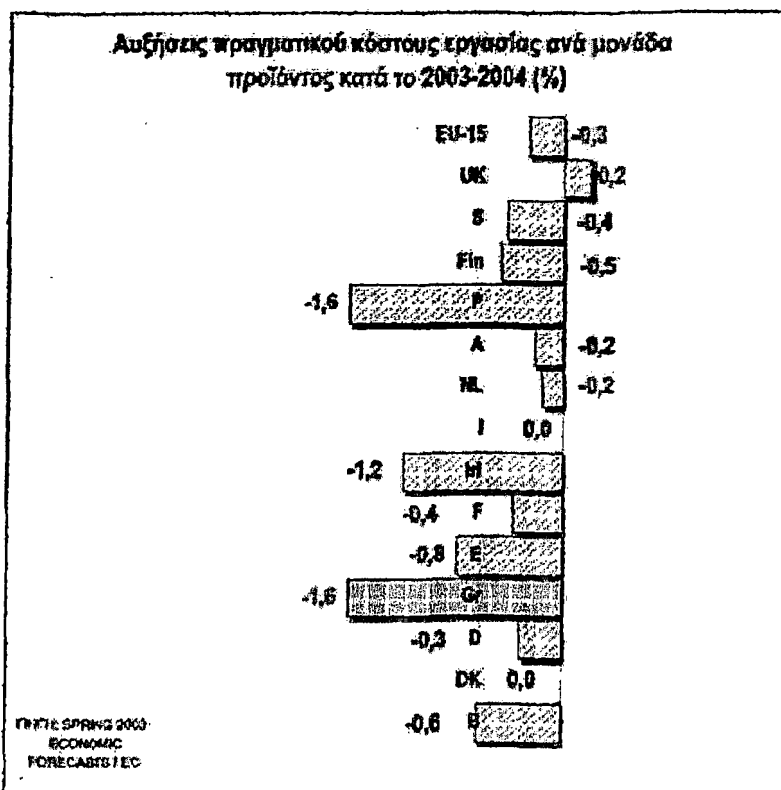 Αυξήσεις πραγματικού κόστους εργασίας ανά μονάδα
προϊόντος κατά το 2003-2004 (%)
EU-15 -0,3
UK 0,2
S -0,4
Fin -0,5
-1,6 P
A -0,2
NL -0,2
I 0,0
-1,2 Irl
-0,4 F
-0,8 E
-1,6 Gr
-0,3 D
DK 0,0
-0,6 B
SPRING 2003
ECONOMIC
FORECASTS / EC